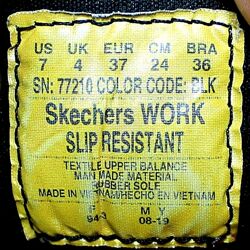 US UK EUR CM BRA
7 4 37 24 36
SN: 77210 COLOR CODE: BLK
Skechers WORK
SLIP RESISTANT
TEXTILE UPPER BALANCE
MAN MADE MATERIAL
RUBBER SOLE
MADE IN VIETNAM/HECHO EN VIETNAM
F M Y
08-19